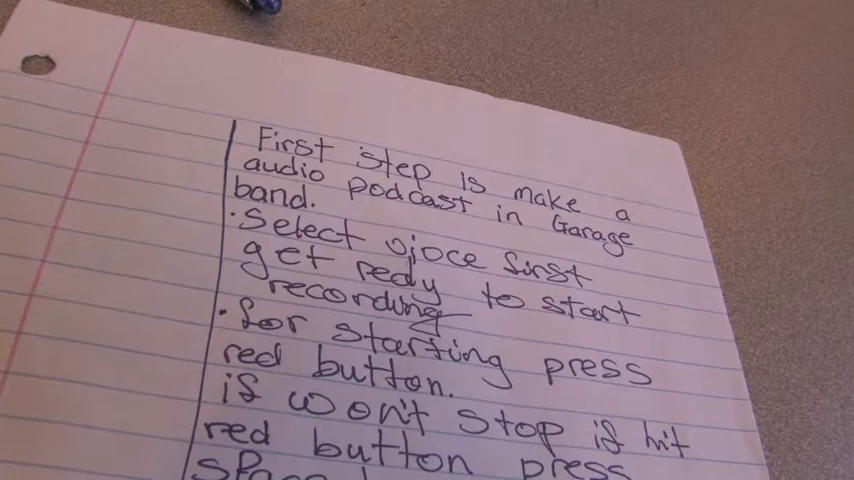 First step is make a
audio podcast in Garage
band.
· Select vioce first
get redy to start
recording
· for starting press
red button.
if won't stop if hit
red button press